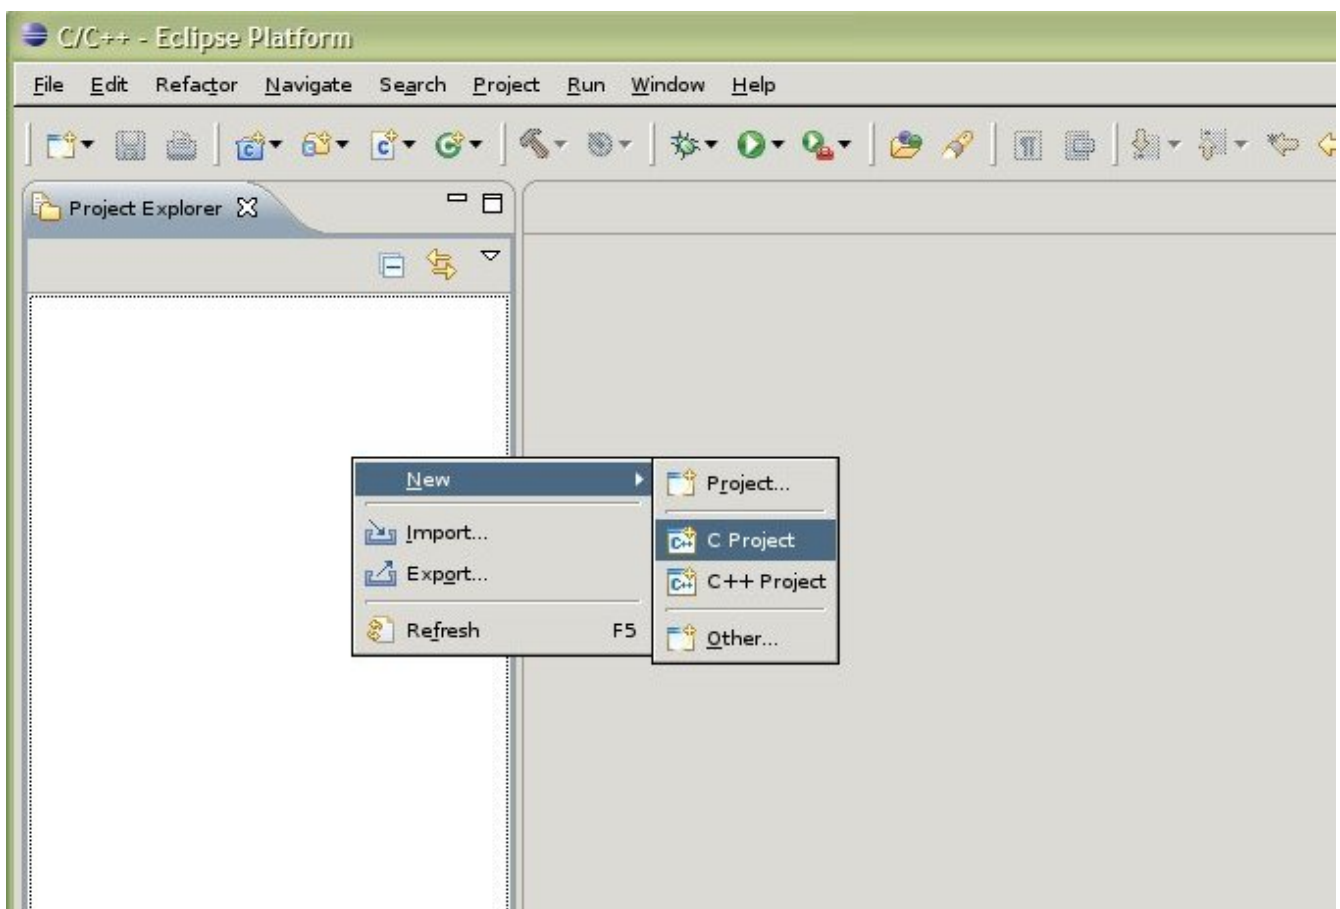 C/C++ - Eclipse Platform
File Edit Refactor Navigate Search Project Run Window Help
Project Explorer
New
Import...
Export...
Refresh F5
Project...
C Project
C++ Project
Other...